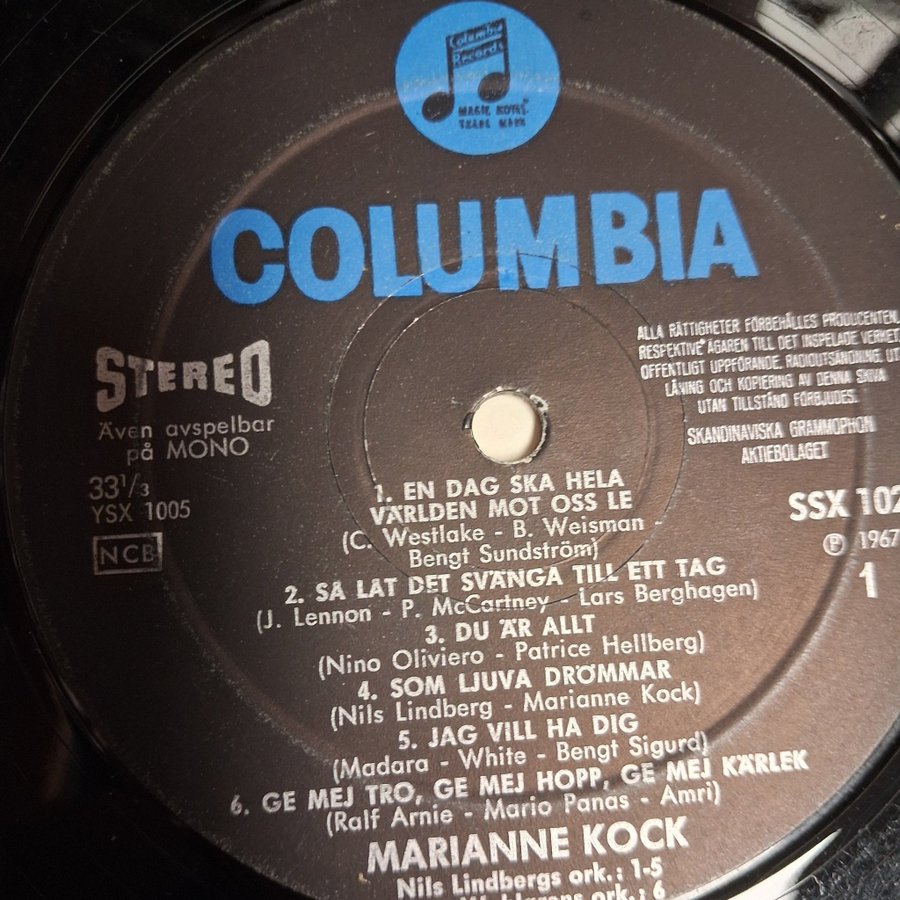 Columbia
Records
MAGIC NOTES
TRADE MARK
COLUMBIA
STEREO
Även avspelbar
på MONO
33 1/3
YSX 1005
NCB
ALLA RÄTTIGHETER FÖRBEHÅLLES PRODUCENTEN,
RESPEKTIVE ÄGAREN TILL DET INSPELADE VERKET
OFFENTLIGT UPPFÖRANDE, RADIOUTSÄNDNING, UT
LÅNING OCH KOPIERING AV DENNA SKIVA
UTAN TILLSTÅND FÖRBJUDES.
SKANDINAVISKA GRAMMOPHON
AKTIEBOLAGET
SSX 102
℗ 1967
1
1. EN DAG SKA HELA
VÄRLDEN MOT OSS LE
(C. Westlake - B. Weisman -
Bengt Sundström)
2. SÅ LÅT DET SVÄNGA TILL ETT TAG
(J. Lennon - P. McCartney - Lars Berghagen)
3. DU ÄR ALLT
(Nino Oliviero - Patrice Hellberg)
4. SOM LJUVA DRÖMMAR
(Nils Lindberg - Marianne Kock)
5. JAG VILL HA DIG
(Madara - White - Bengt Sigurd)
6. GE MEJ TRO, GE MEJ HOPP, GE MEJ KÄRLEK
(Ralf Arnie - Mario Panas - Amri)
MARIANNE KOCK
Nils Lindbergs ork.: 1-5
ork.: 6